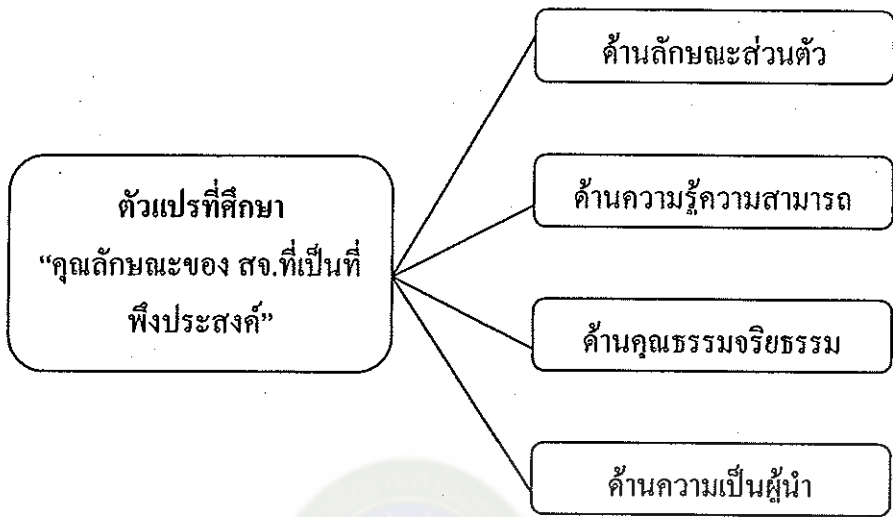 ด้านลักษณะส่วนตัว
ด้านความรู้ความสามารถ
ตัวแปรที่ศึกษา
“คุณลักษณะของ สจ.ที่เป็นที่
พึงประสงค์”
ด้านคุณธรรมจริยธรรม
ด้านความเป็นผู้นำ